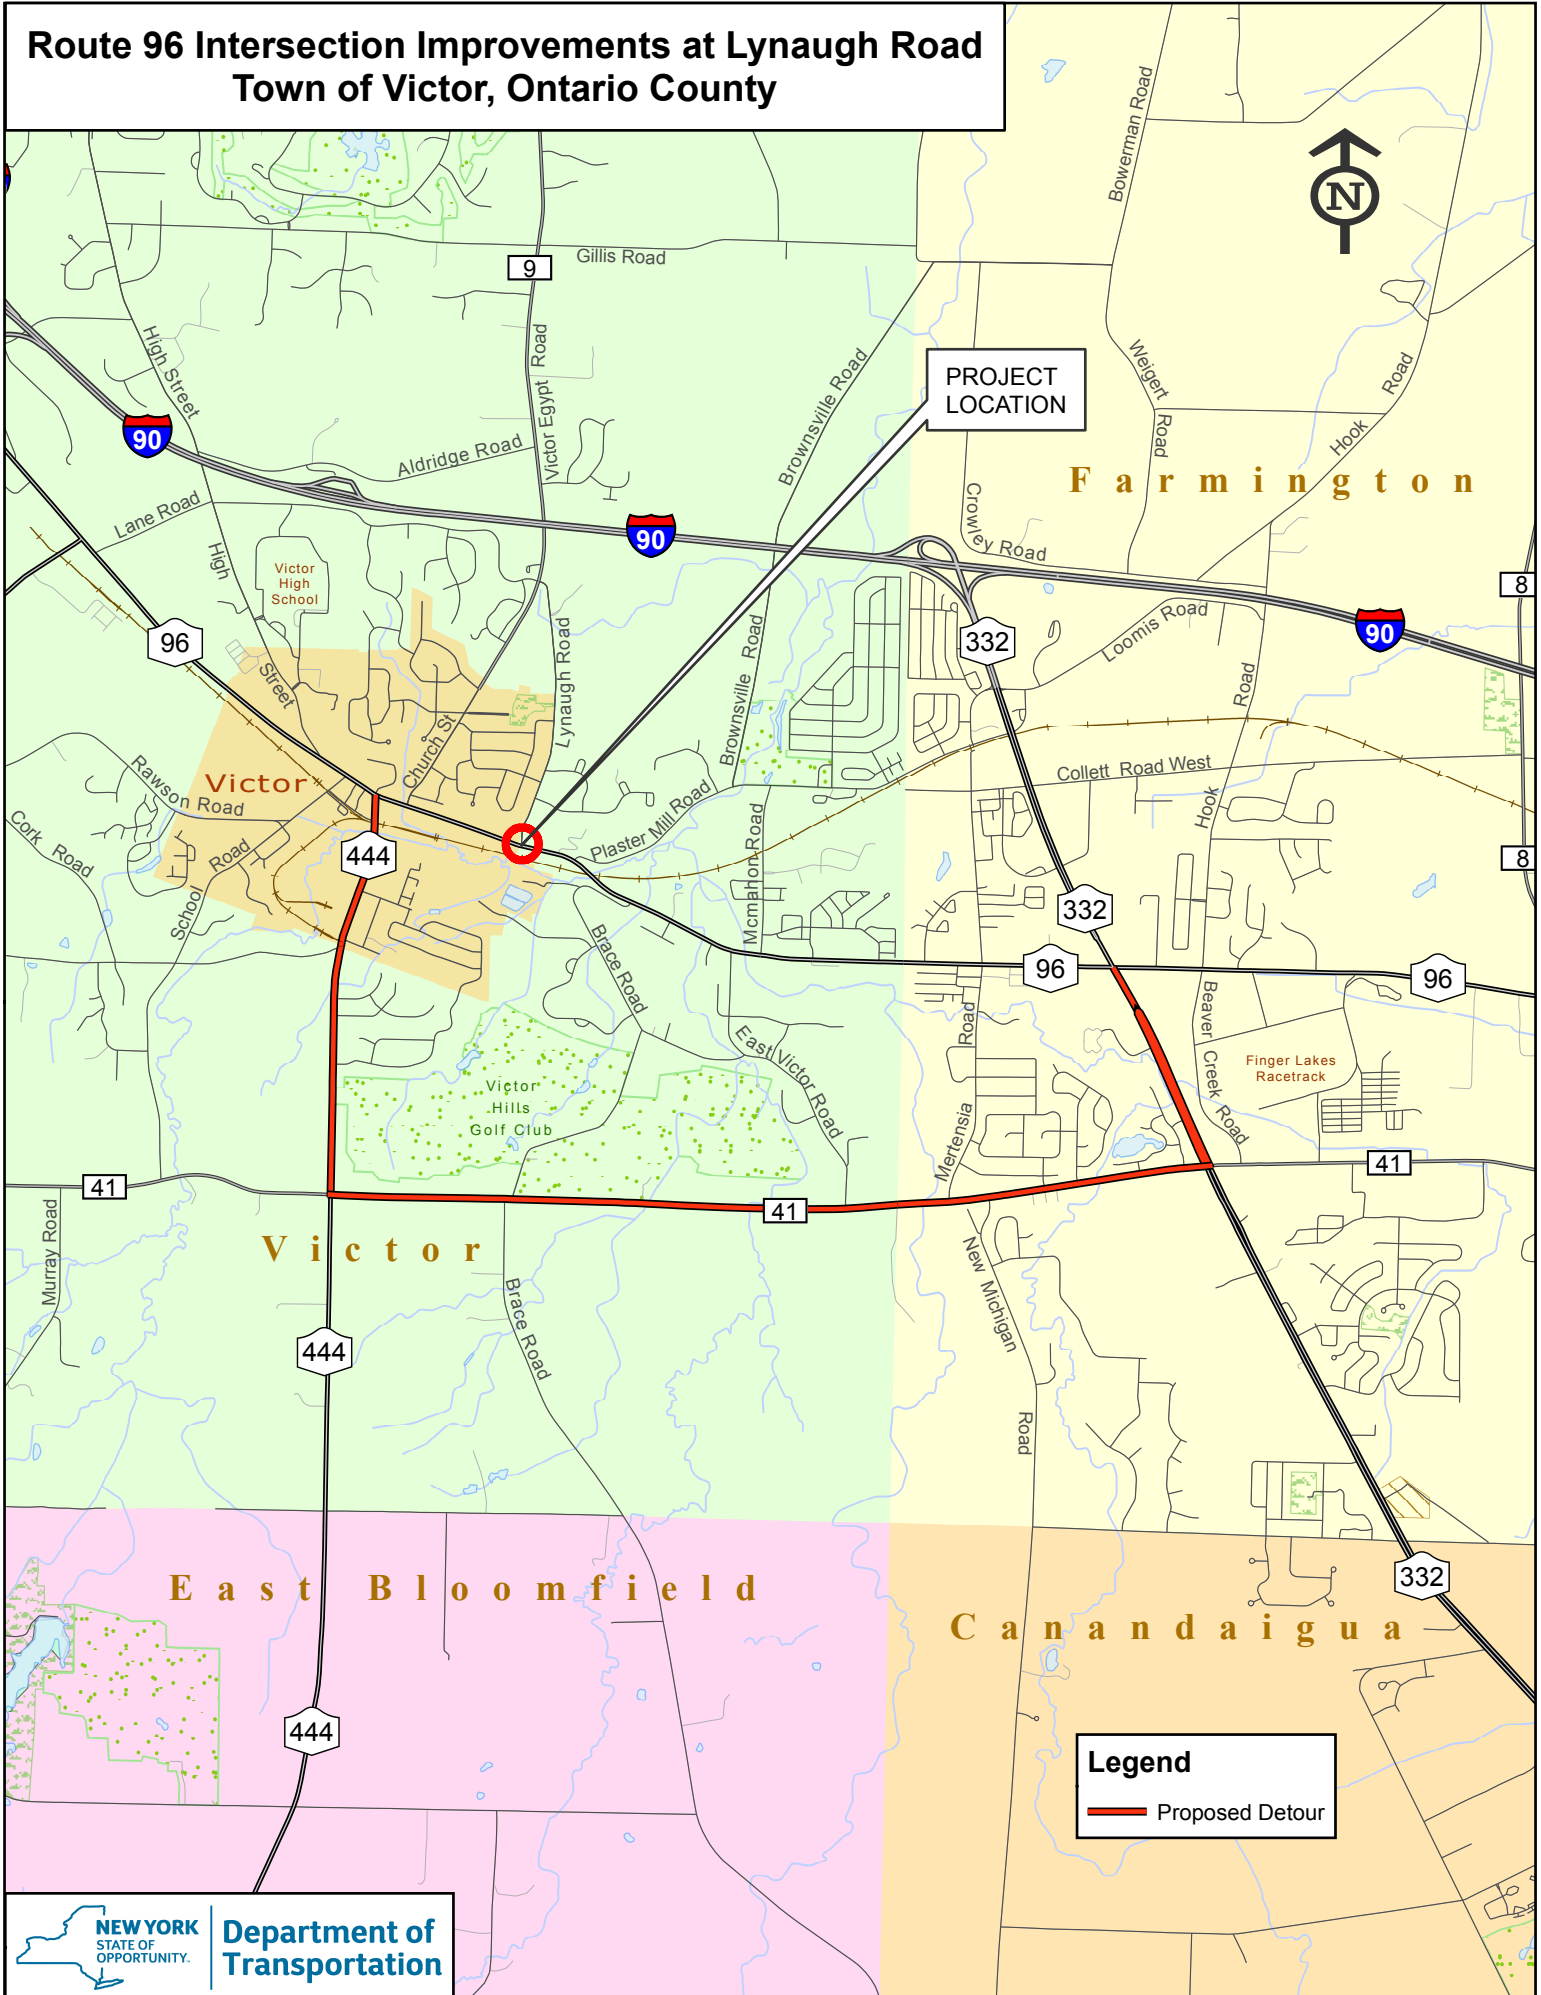 Route 96 Intersection Improvements at Lynaugh Road
Town of Victor, Ontario County
Bowerman Road
N
Gillis Road
9
High Street
Victor Egypt Road
Brownsville Road
PROJECT
LOCATION
Weigert
Road
Hook
Road
90
Aldridge Road
Farmington
Lane Road
90
Crowley Road
High
Victor
High
School
8
96
Lynaugh Road
Brownsville Road
332
Loomis Road
90
Street
Road
Church St
Rawson Road
Victor
Collett Road West
Hook
Cork Road
Plaster Mill Road
Mcmahon Road
School Road
444
8
332
Brace Road
96
96
Beaver Creek Road
East Victor Road
Road
Mertensia
Finger Lakes
Racetrack
Victor
Hills
Golf Club
41
41
41
Murray Road
Victor
New Michigan
Road
Brace Road
444
East Bloomfield
332
Canandaigua
444
Legend
Proposed Detour
NEW YORK
STATE OF
OPPORTUNITY.
Department of
Transportation